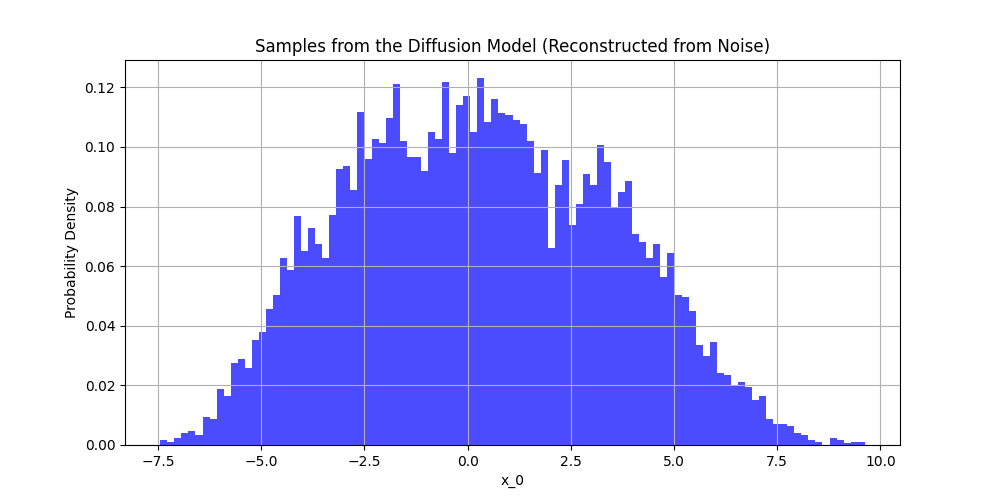 Samples from the Diffusion Model (Reconstructed from Noise)
0.12
0.10
0.08
0.06
0.04
0.02
0.00
Probability Density
−7.5 −5.0 −2.5 0.0 2.5 5.0 7.5 10.0
x_0